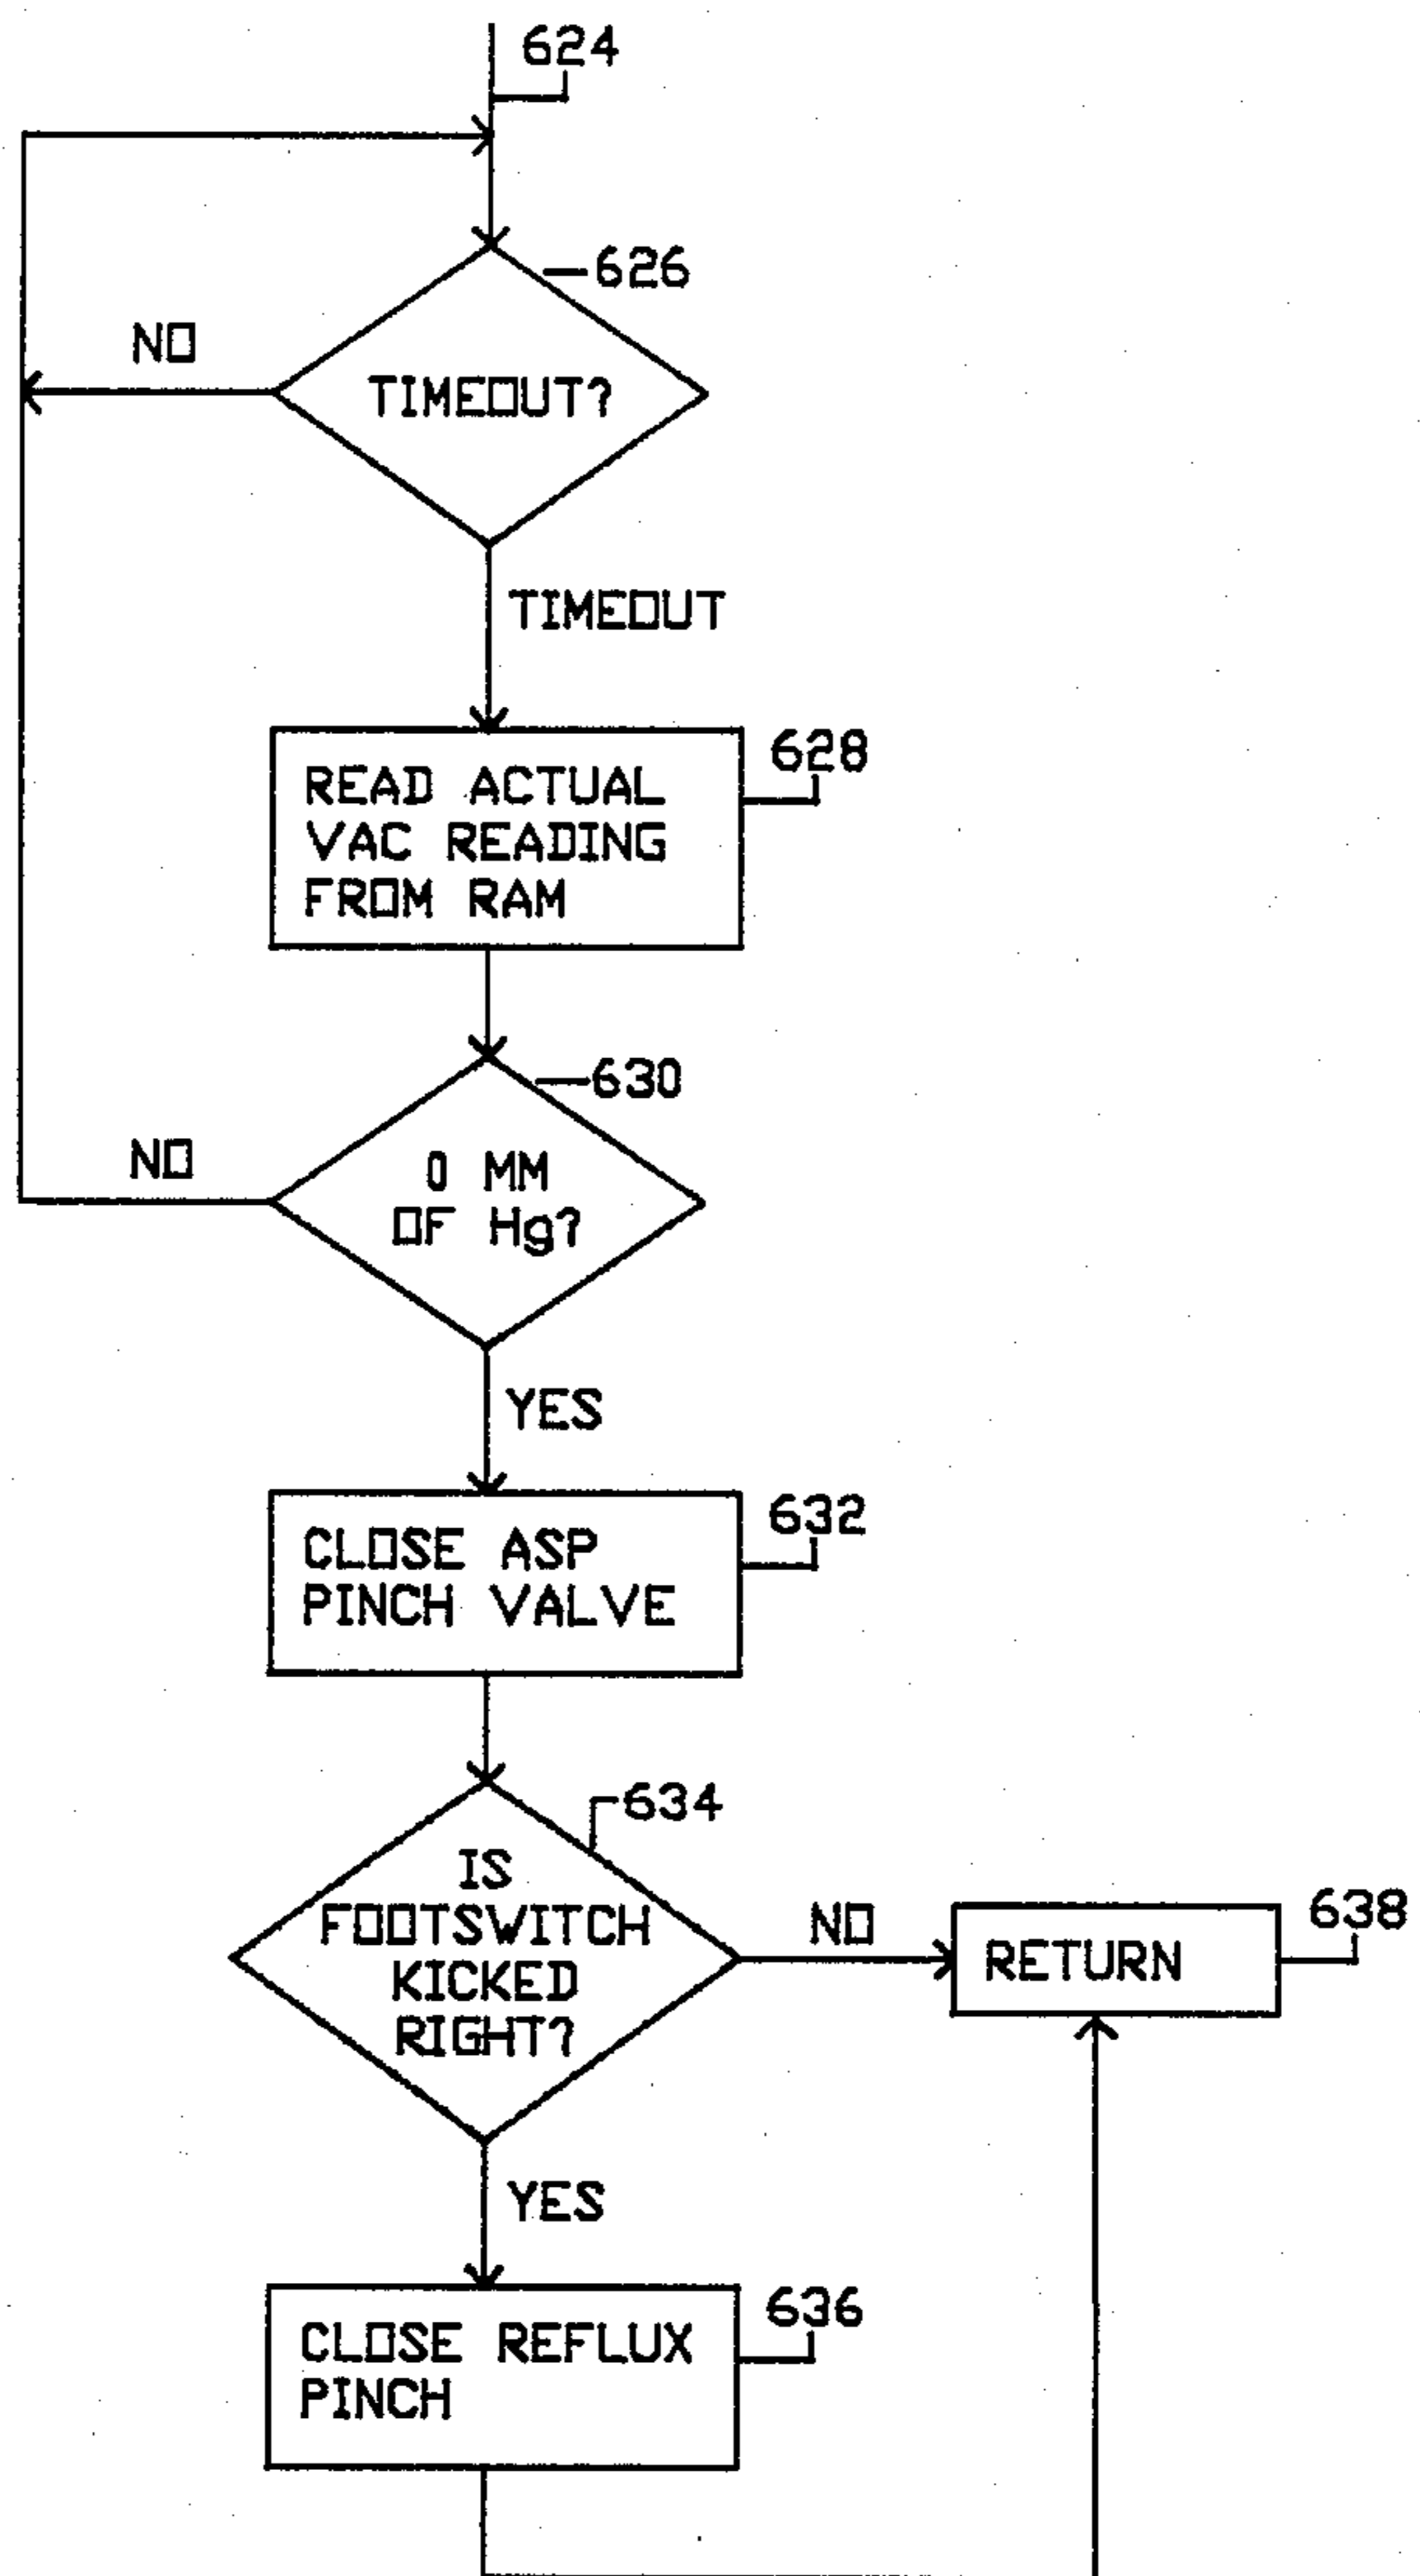 624
626
NO
TIMEOUT?
TIMEOUT
628
READ ACTUAL
VAC READING
FROM RAM
630
NO
0 MM
OF Hg?
YES
632
CLOSE ASP
PINCH VALVE
634
IS
FOOTSWITCH
KICKED
RIGHT?
NO
638
RETURN
YES
636
CLOSE REFLUX
PINCH